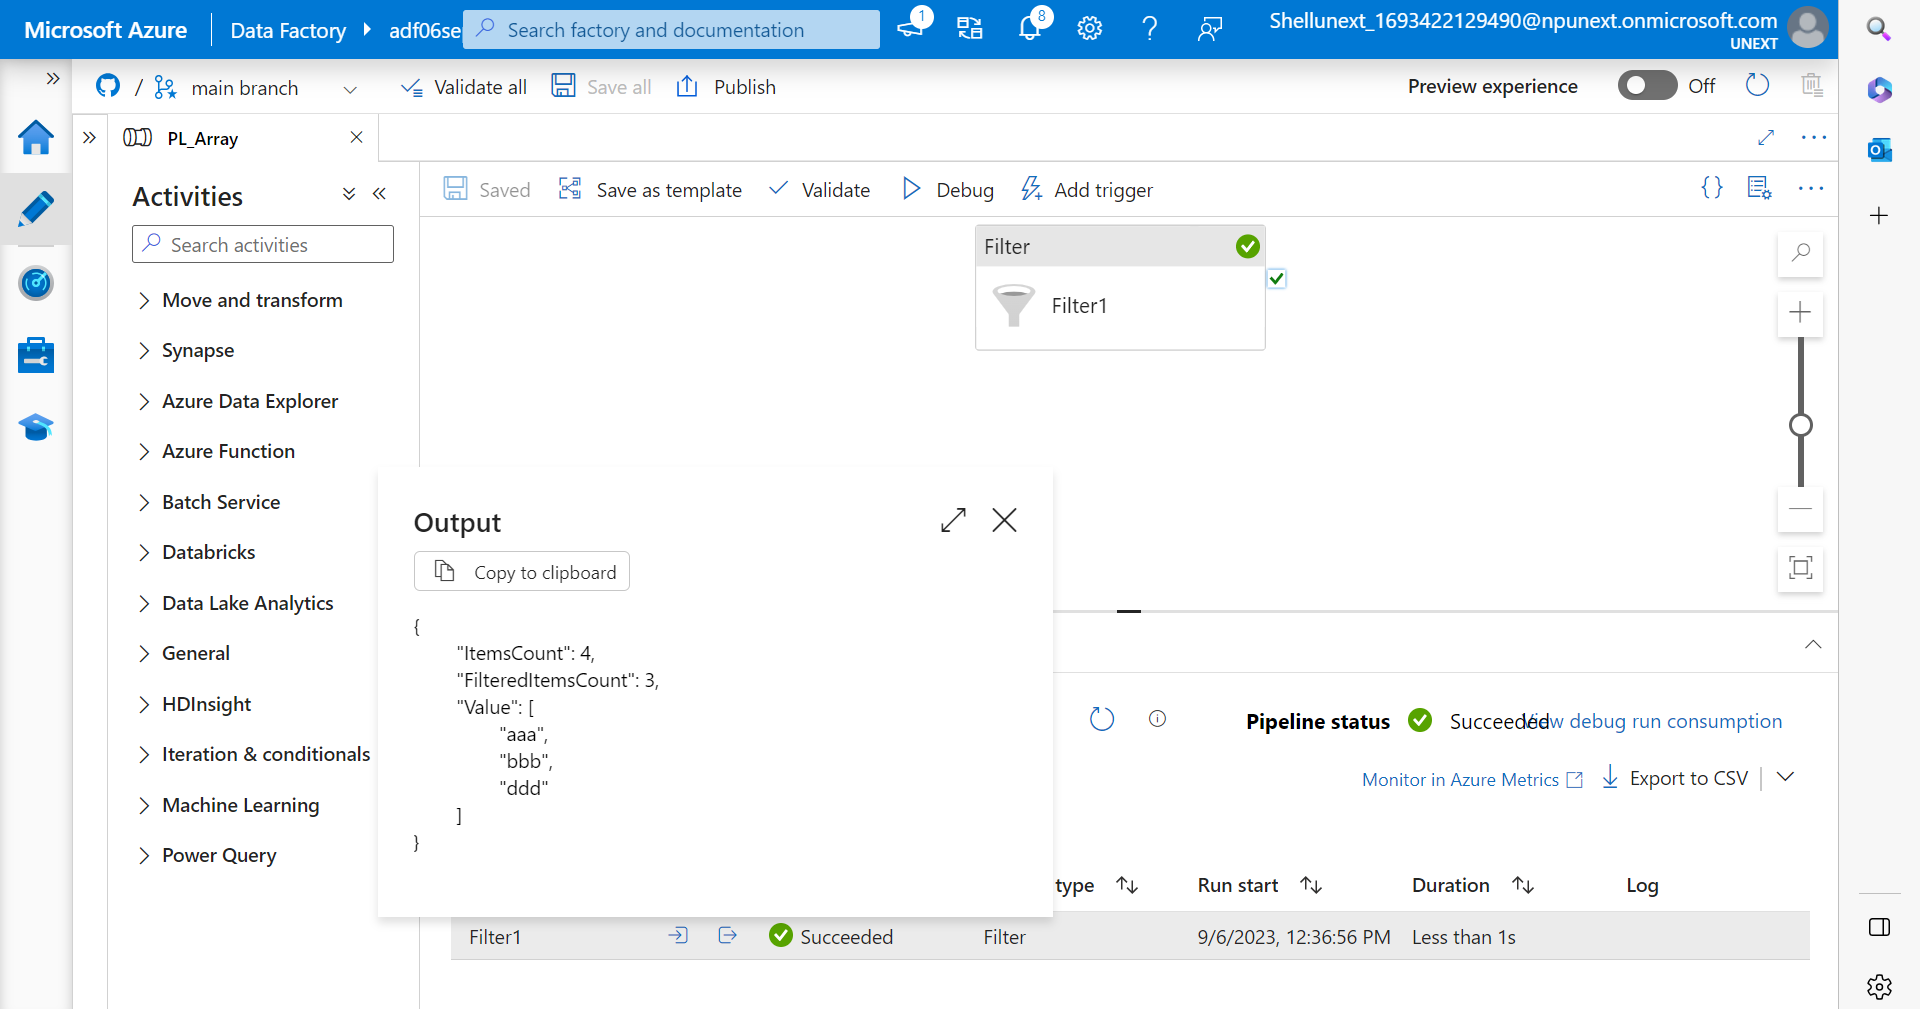 Microsoft Azure
Data Factory
adf06se
Search factory and documentation
1
8
?
Shellunext_1693422129490@npunext.onmicrosoft.com
UNEXT
/
main branch
Validate all
Save all
Publish
Preview experience
Off
PL_Array
Activities
Search activities
Move and transform
Synapse
Azure Data Explorer
Azure Function
Batch Service
Databricks
Data Lake Analytics
General
HDInsight
Iteration & conditionals
Machine Learning
Power Query
Saved
Save as template
Validate
Debug
Add trigger
{}
Filter
Filter1
Output
Copy to clipboard
{
"ItemsCount": 4,
"FilteredItemsCount": 3,
"Value": [
"aaa",
"bbb",
"ddd"
]
}
Pipeline status
Succeeded
View debug run consumption
Monitor in Azure Metrics
Export to CSV
type
Run start
Duration
Log
Filter1
Succeeded
Filter
9/6/2023, 12:36:56 PM
Less than 1s